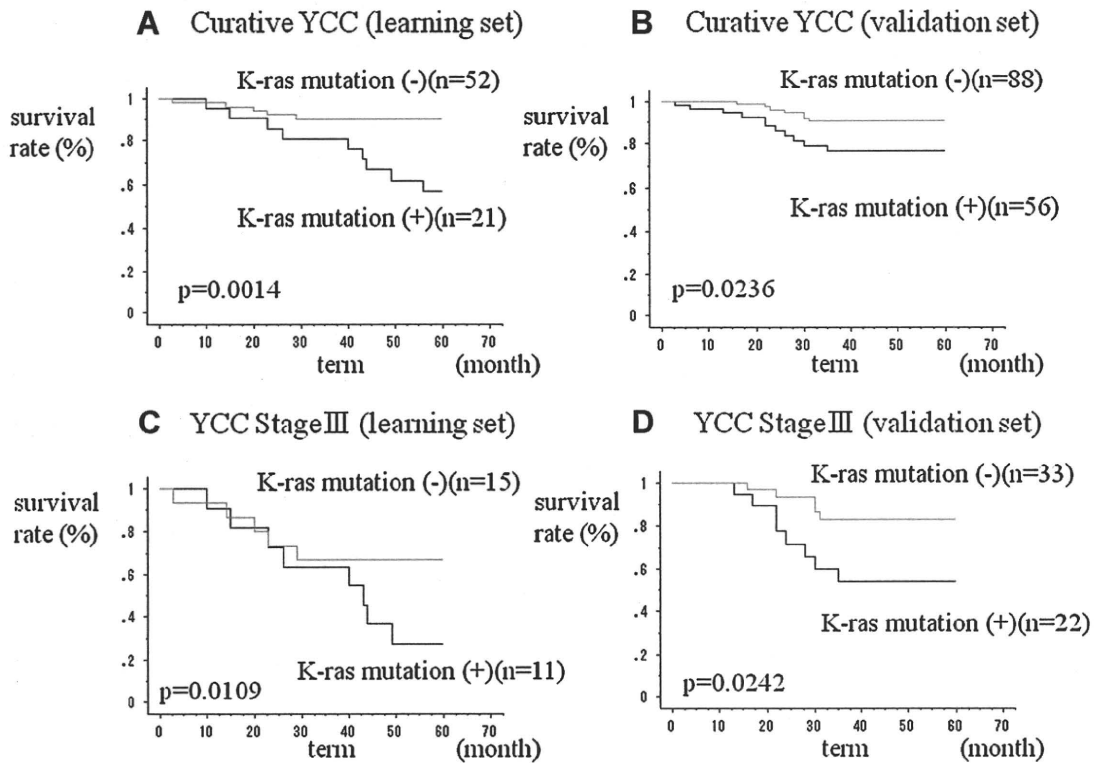 A Curative YCC (learning set)
K-ras mutation (-)(n=52)
survival
rate (%)
1
.8
.6
.4
.2
0
K-ras mutation (+)(n=21)
p=0.0014
0 10 20 30 40 50 60 70
term (month)
B Curative YCC (validation set)
K-ras mutation (-)(n=88)
survival
rate (%)
1
.8
.6
.4
.2
0
K-ras mutation (+)(n=56)
p=0.0236
0 10 20 30 40 50 60 70
term (month)
C YCC StageⅢ (learning set)
K-ras mutation (-)(n=15)
survival
rate (%)
1
.8
.6
.4
.2
0
K-ras mutation (+)(n=11)
p=0.0109
0 10 20 30 40 50 60 70
term (month)
D YCC StageⅢ (validation set)
K-ras mutation (-)(n=33)
survival
rate (%)
1
.8
.6
.4
.2
0
K-ras mutation (+)(n=22)
p=0.0242
0 10 20 30 40 50 60 70
term (month)